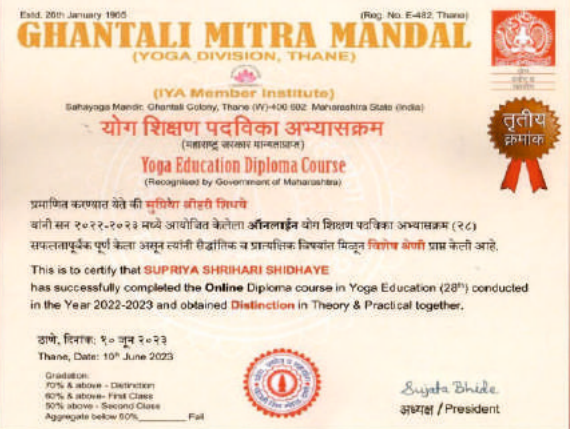 Estd. 26th January 1965
(Reg. No. E-482, Thane)
GHANTALI MITRA MANDAL
(YOGA DIVISION, THANE)
(IYA Member Institute)
Sahayoga Mandir, Ghantali Colony, Thane (W)-400 602 Maharashtra State (India)
योग शिक्षण पदविका अभ्यासक्रम
(महाराष्ट्र सरकार मान्यताप्राप्त)
तृतीय
क्रमांक
Yoga Education Diploma Course
(Recognised by Government of Maharashtra)
प्रमाणित करण्यात येते की सुप्रिया श्रीहरी शिधये
यांनी सन २०२२-२०२३ मध्ये आयोजित केलेला ऑनलाईन योग शिक्षण पदविका अभ्यासक्रम (२८)
सफलतापूर्वक पूर्ण केला असून त्यांनी सैद्धांतिक व प्रात्यक्षिक विषयांत मिळून विशेष श्रेणी प्राप्त केली आहे.
This is to certify that SUPRIYA SHRIHARI SHIDHAYE
has successfully completed the Online Diploma course in Yoga Education (28th) conducted
in the Year 2022-2023 and obtained Distinction in Theory & Practical together.
ठाणे, दिनांक: १० जून २०२३
Thane, Date: 10th June 2023
Gradation:
70% & above - Distinction
60% & above- First Class
50% above - Second Class
Aggregate below 50%________ Fail
Sujata Bhide
अध्यक्ष / President